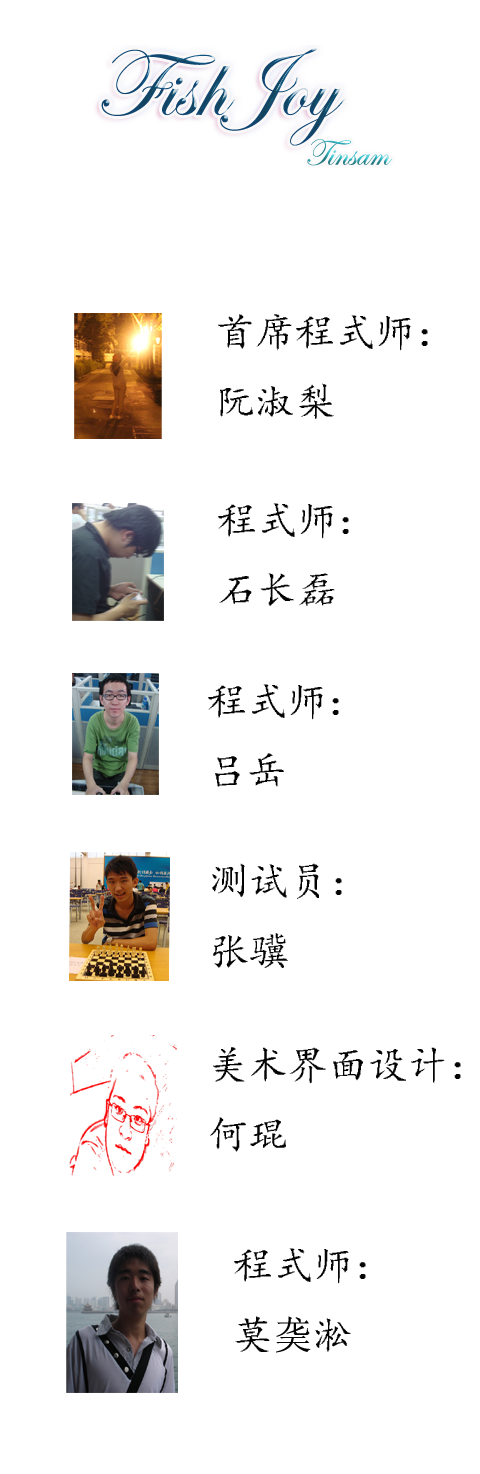 Fish Joy
Tinsam
首席程式师：
阮淑梨
程式师：
石长磊
程式师：
吕岳
测试员：
张骥
美术界面设计：
何琨
程式师：
莫龚淞